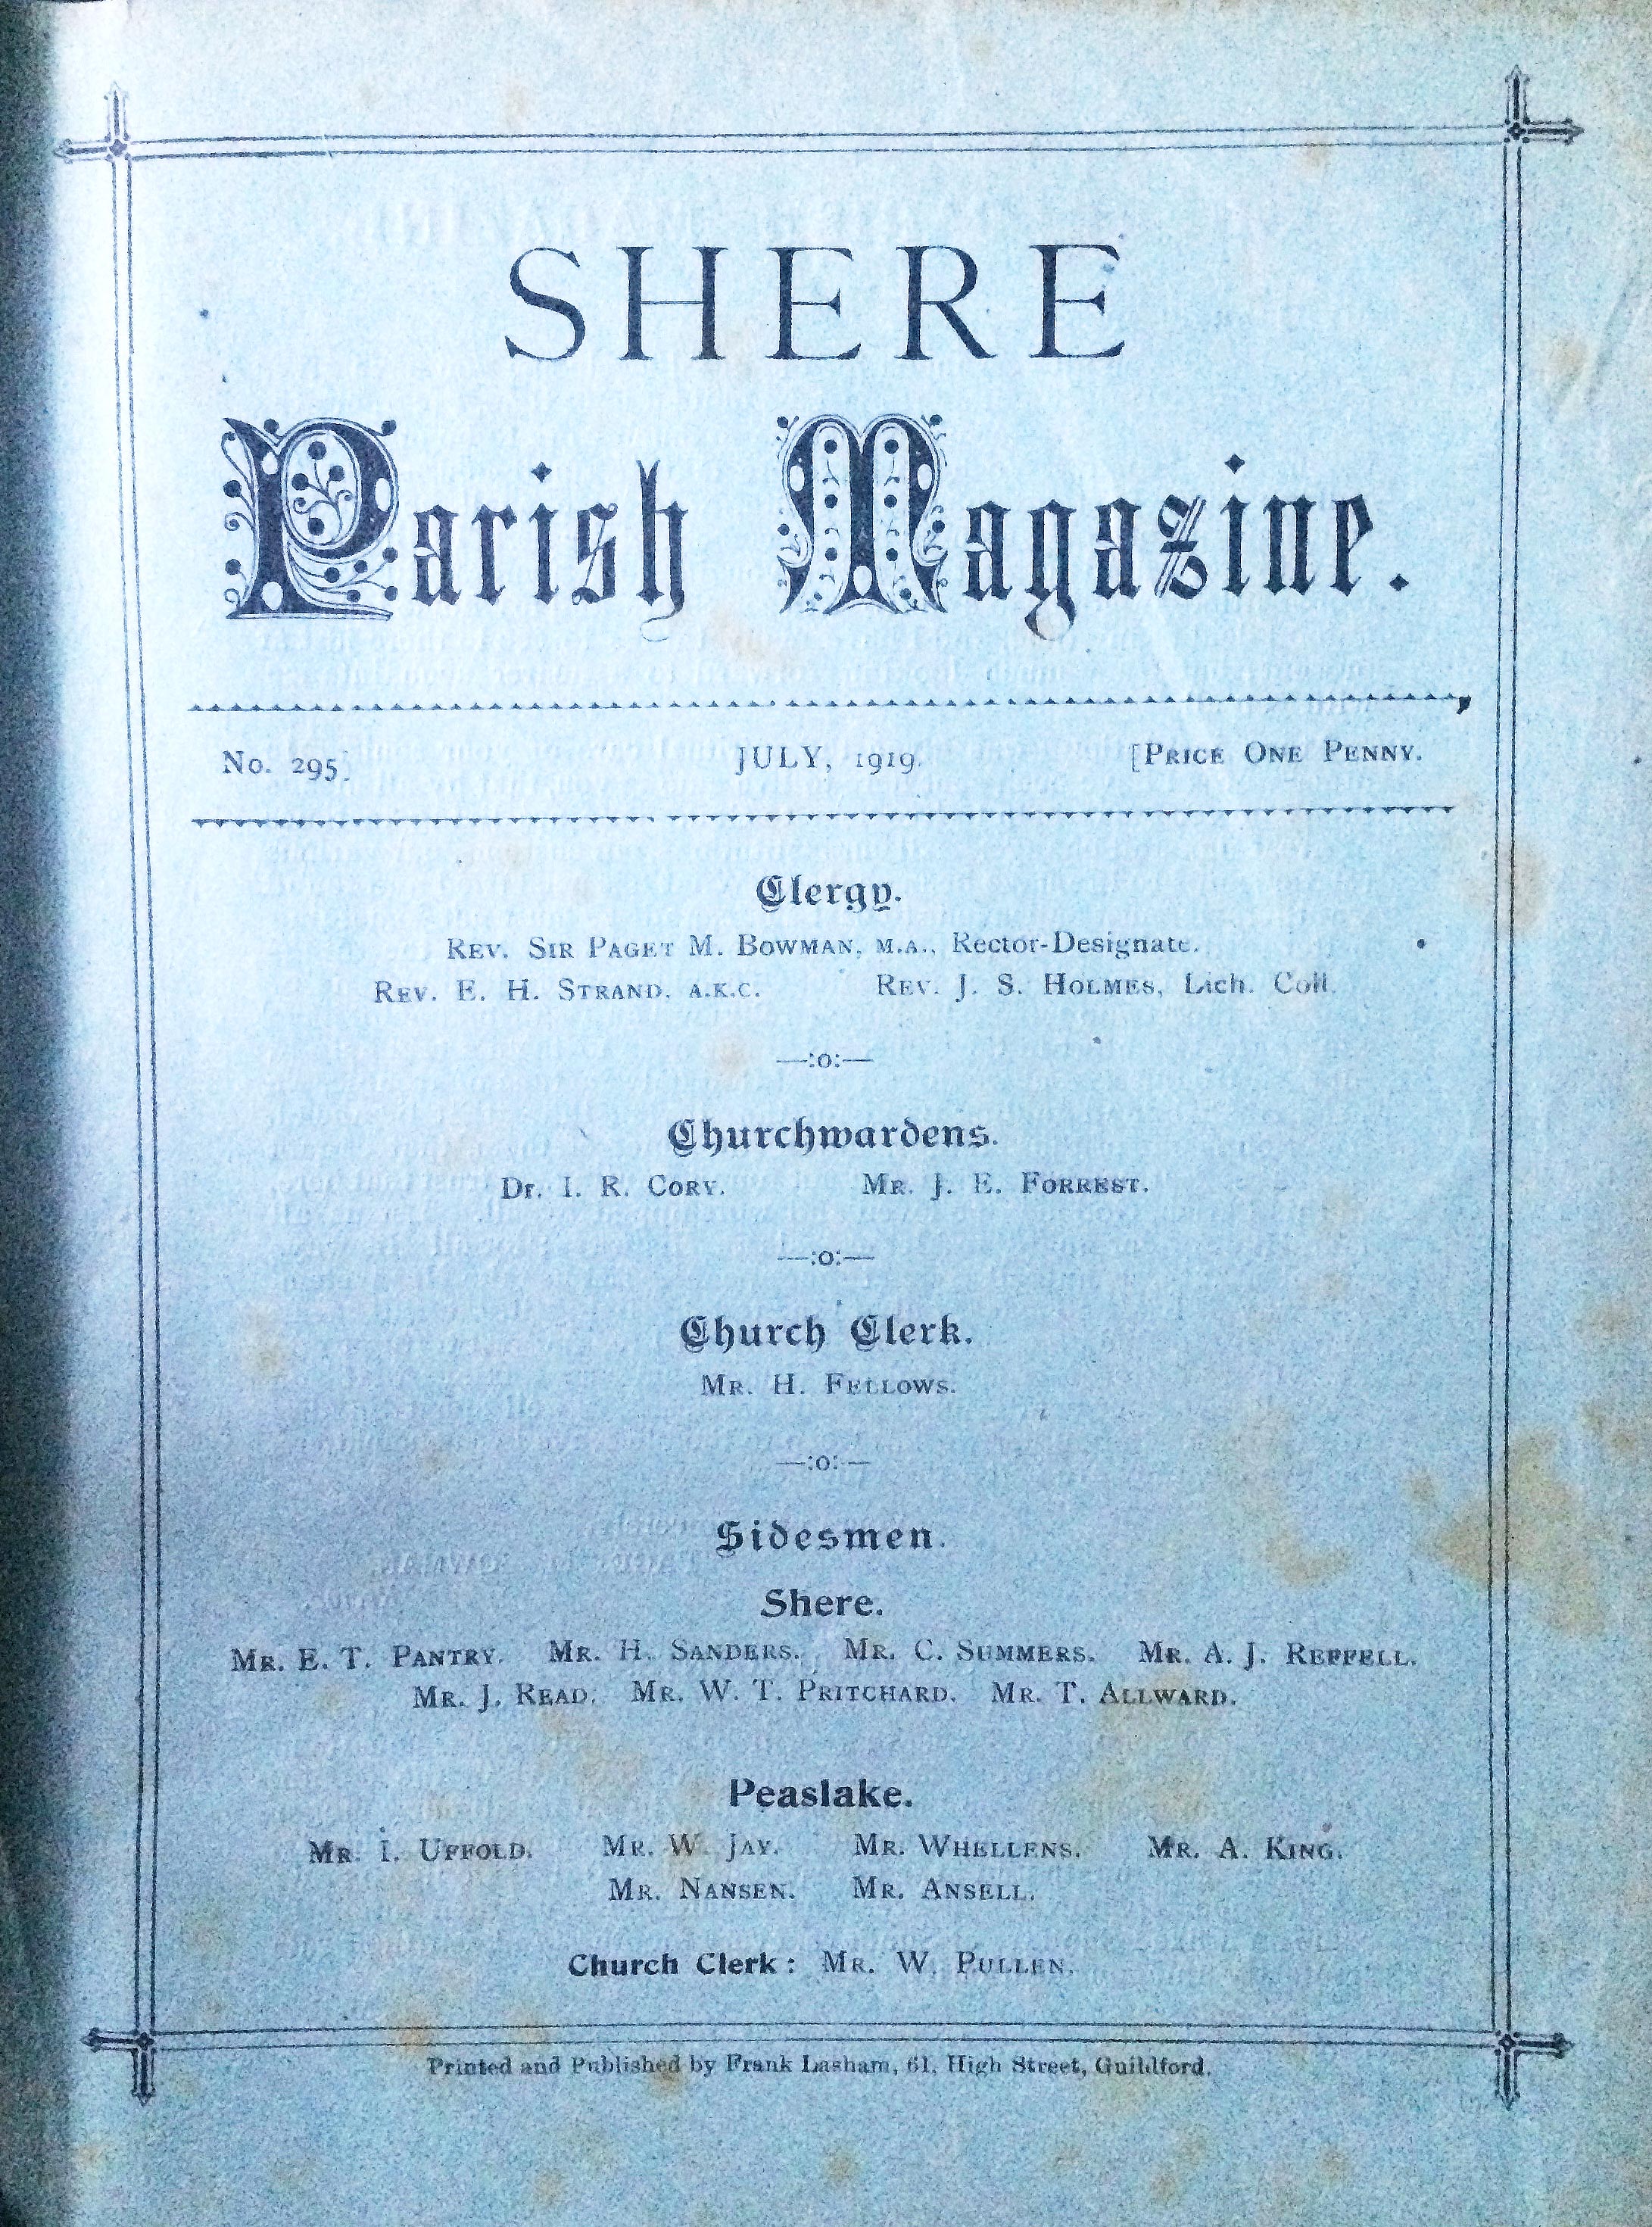 SHERE
Parish Magazine.
No. 295] JULY, 1919. [PRICE ONE PENNY.
Clergy.
REV. SIR PAGET M. BOWMAN, M.A., Rector-Designate.
REV. E. H. STRAND, A.K.C. REV. J. S. HOLMES, Lich. Coll.
—:o:—
Churchwardens.
Dr. I. R. CORY. MR. J. E. FORREST.
—:o:—
Church Clerk.
MR. H. FELLOWS.
—:o:—
Sidesmen.
Shere.
MR. E. T. PANTRY. MR. H. SANDERS. MR. C. SUMMERS. MR. A. J. REFFELL.
MR. J. READ. MR. W. T. PRITCHARD. MR. T. ALLWARD.
Peaslake.
MR. I. UFFOLD. MR. W. JAY. MR. WHELLENS. MR. A. KING.
MR. NANSEN. MR. ANSELL.
Church Clerk: MR. W. PULLEN.
Printed and Published by Frank Lasham, 61, High Street, Guildford.